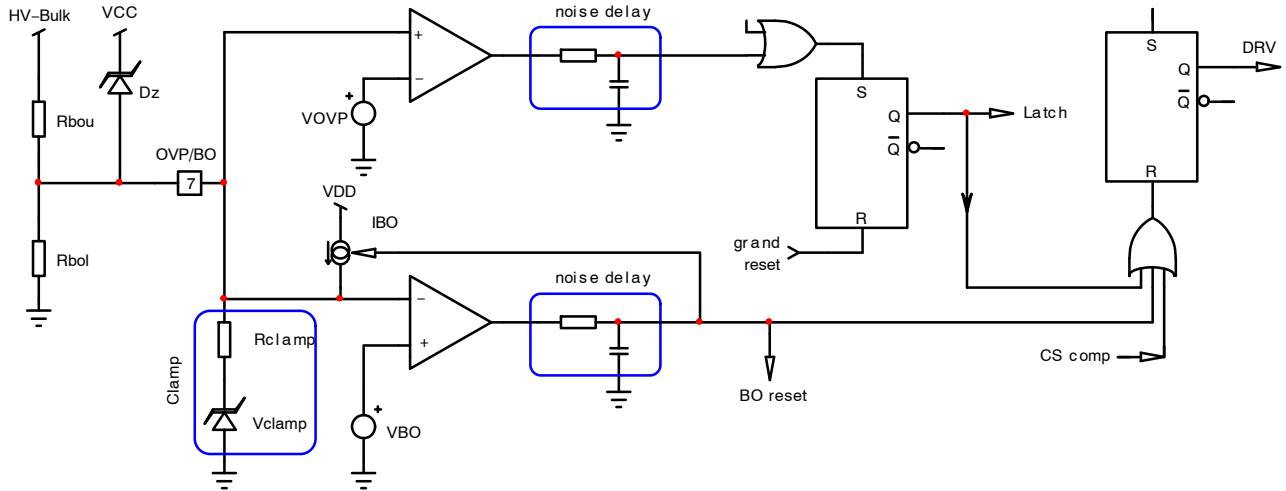 HV–Bulk
VCC
noise delay
S
DRV
Q
Q
Dz
Rbou
+
–
+
VOVP
S
Q
Latch
Q
OVP/BO
7
R
VDD
IBO
R
grand
reset
Rbol
noise delay
–
+
Rclamp
Clamp
Vclamp
+
VBO
BO reset
CS comp